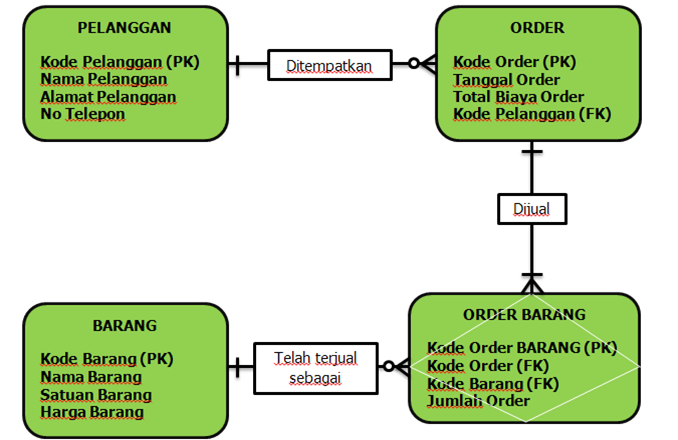 PELANGGAN
Kode Pelanggan (PK)
Nama Pelanggan
Alamat Pelanggan
No Telepon
Ditempatkan
ORDER
Kode Order (PK)
Tanggal Order
Total Biaya Order
Kode Pelanggan (FK)
Dijual
BARANG
Kode Barang (PK)
Nama Barang
Satuan Barang
Harga Barang
Telah terjual
sebagai
ORDER BARANG
Kode Order BARANG (PK)
Kode Order (FK)
Kode Barang (FK)
Jumlah Order